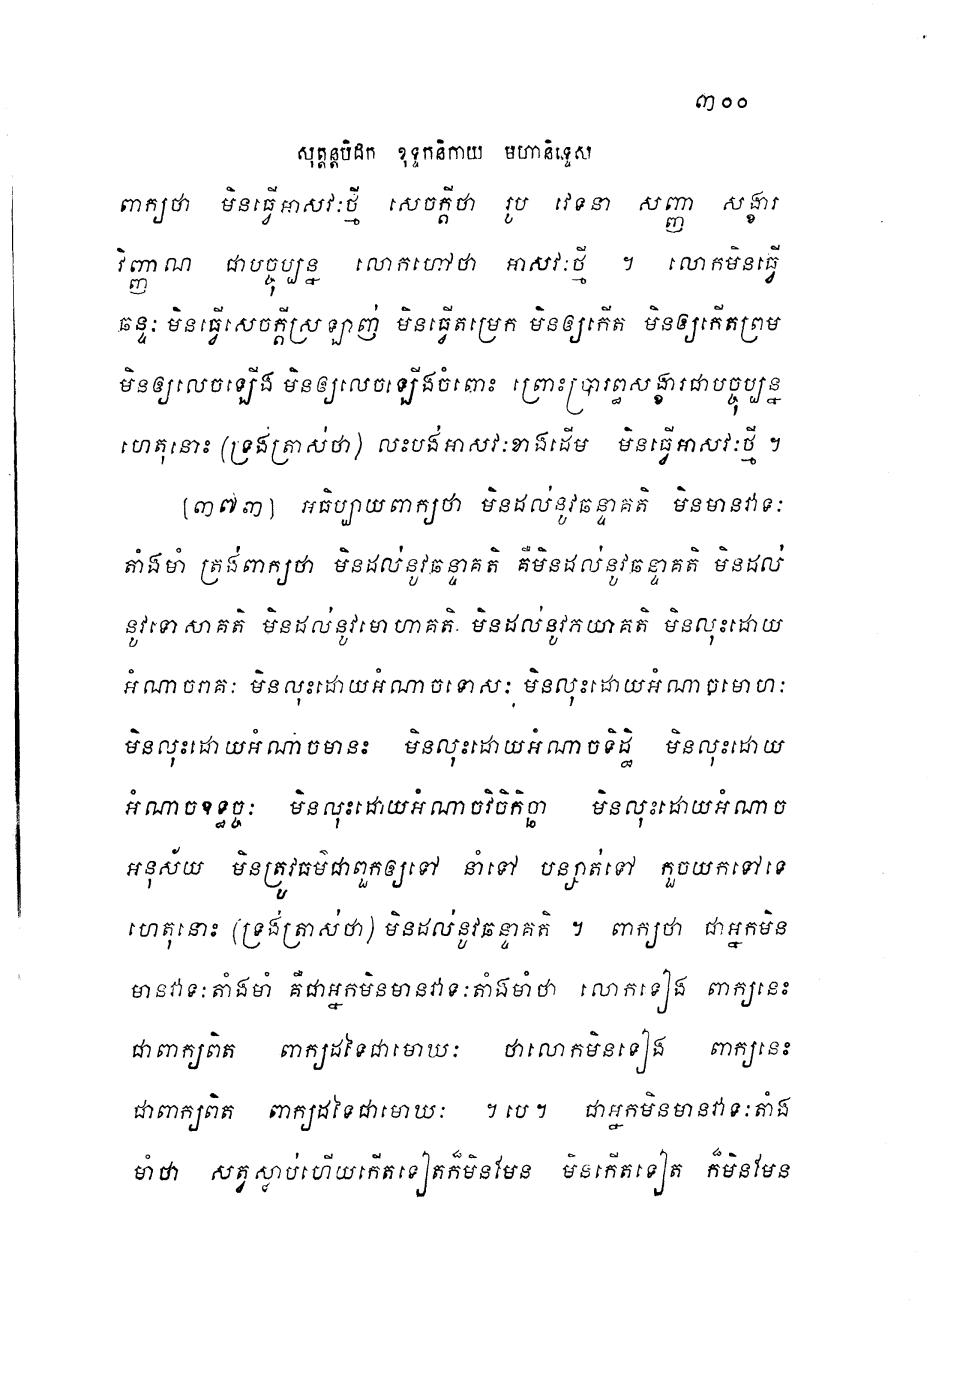 ៣០០
សុត្តន្តបិដក ខុទ្ទកនិកាយ មហានិទ្ទេស
ពាក្យថា មិនធ្វើអាសវៈថ្មី សេចក្តីថា រូប វេទនា សញ្ញា សង្ខារ
វិញ្ញាណ ជាបច្ចុប្បន្ន លោកហៅថា អាសវៈថ្មី ។ លោកមិនធ្វើ
ឆន្ទៈ មិនធ្វើសេចក្តីស្រឡាញ់ មិនធ្វើតម្រេក មិនឲ្យកើត មិនឲ្យកើតព្រម
មិនឲ្យលេចឡើង មិនឲ្យលេចឡើងចំពោះ ព្រោះប្រារព្ធសង្ខារជាបច្ចុប្បន្ន
ហេតុនោះ (ទ្រង់ត្រាស់ថា) លះបង់អាសវៈខាងដើម មិនធ្វើអាសវៈថ្មី ។
[៣៧៣] អធិប្បាយពាក្យថា មិនដល់នូវឆន្ទាគតិ មិនមានវាទៈ
តាំងមាំ ត្រង់ពាក្យថា មិនដល់នូវឆន្ទាគតិ គឺមិនដល់នូវឆន្ទាគតិ មិនដល់
នូវទោសាគតិ មិនដល់នូវមោហាគតិ មិនដល់នូវភយាគតិ មិនលុះដោយ
អំណាចរាគៈ មិនលុះដោយអំណាចទោសៈ មិនលុះដោយអំណាចមោហៈ
មិនលុះដោយអំណាចមានះ មិនលុះដោយអំណាចទិដ្ឋិ មិនលុះដោយ
អំណាចឧទ្ធច្ចៈ មិនលុះដោយអំណាចវិចិកិច្ឆា មិនលុះដោយអំណាច
អនុស័យ មិនត្រូវធម៌ជាពួកឲ្យទៅ នាំទៅ បន្សាត់ទៅ កួចយកទៅទេ
ហេតុនោះ (ទ្រង់ត្រាស់ថា) មិនដល់នូវឆន្ទាគតិ ។ ពាក្យថា ជាអ្នកមិន
មានវាទៈតាំងមាំ គឺជាអ្នកមិនមានវាទៈតាំងមាំថា លោកទៀង ពាក្យនេះ
ជាពាក្យពិត ពាក្យដទៃជាមោឃៈ ថាលោកមិនទៀង ពាក្យនេះ
ជាពាក្យពិត ពាក្យដទៃជាមោឃៈ ។បេ។ ជាអ្នកមិនមានវាទៈតាំង
មាំថា សត្វស្លាប់ហើយកើតទៀតក៏មិនមែន មិនកើតទៀត ក៏មិនមែន